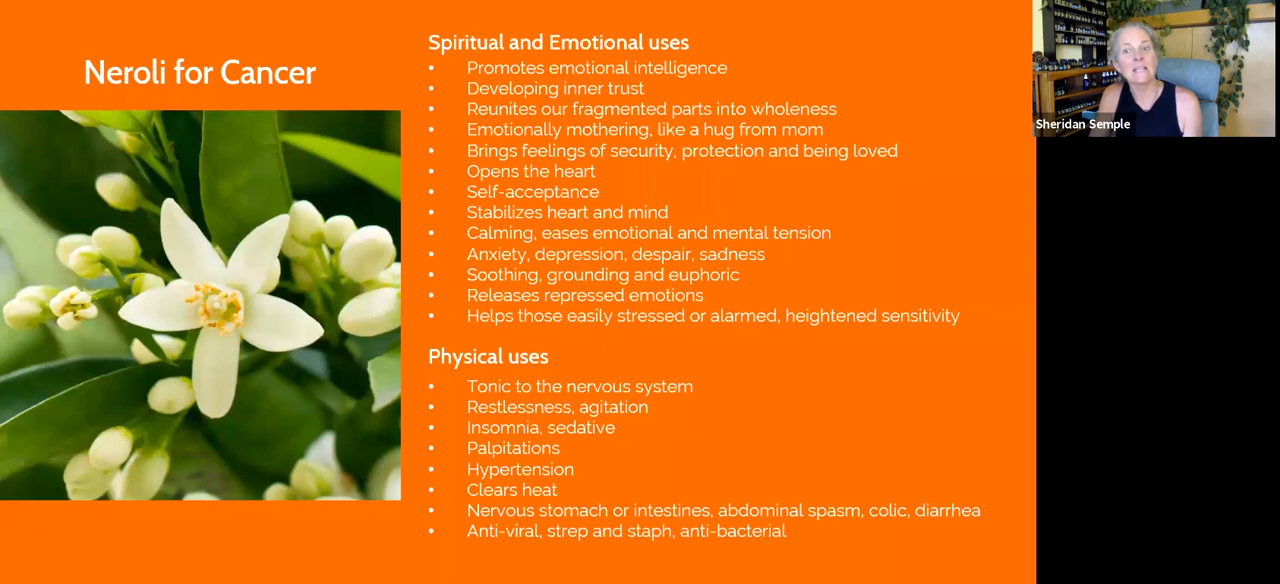 Neroli for Cancer
Spiritual and Emotional uses
• Promotes emotional intelligence
• Developing inner trust
• Reunites our fragmented parts into wholeness
• Emotionally mothering, like a hug from mom
• Brings feelings of security, protection and being loved
• Opens the heart
• Self-acceptance
• Stabilizes heart and mind
• Calming, eases emotional and mental tension
• Anxiety, depression, despair, sadness
• Soothing, grounding and euphoric
• Releases repressed emotions
• Helps those easily stressed or alarmed, heightened sensitivity
Physical uses
• Tonic to the nervous system
• Restlessness, agitation
• Insomnia, sedative
• Palpitations
• Hypertension
• Clears heat
• Nervous stomach or intestines, abdominal spasm, colic, diarrhea
• Anti-viral, strep and staph, anti-bacterial
Sheridan Semple